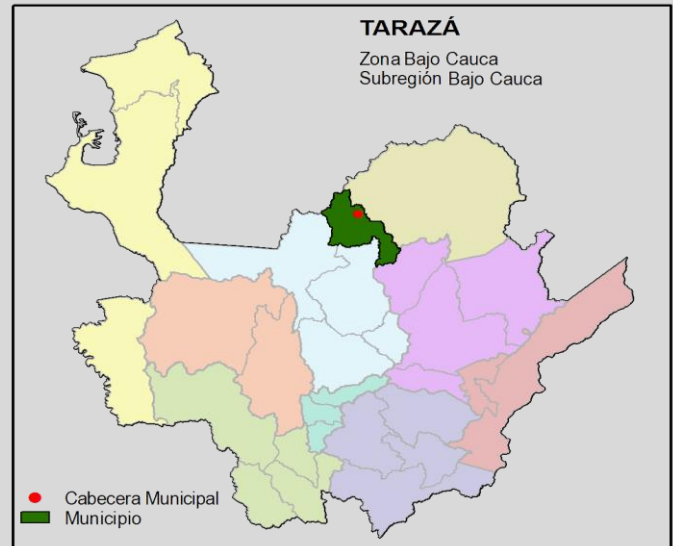 TARAZÁ
Zona Bajo Cauca
Subregión Bajo Cauca
Cabecera Municipal
Municipio